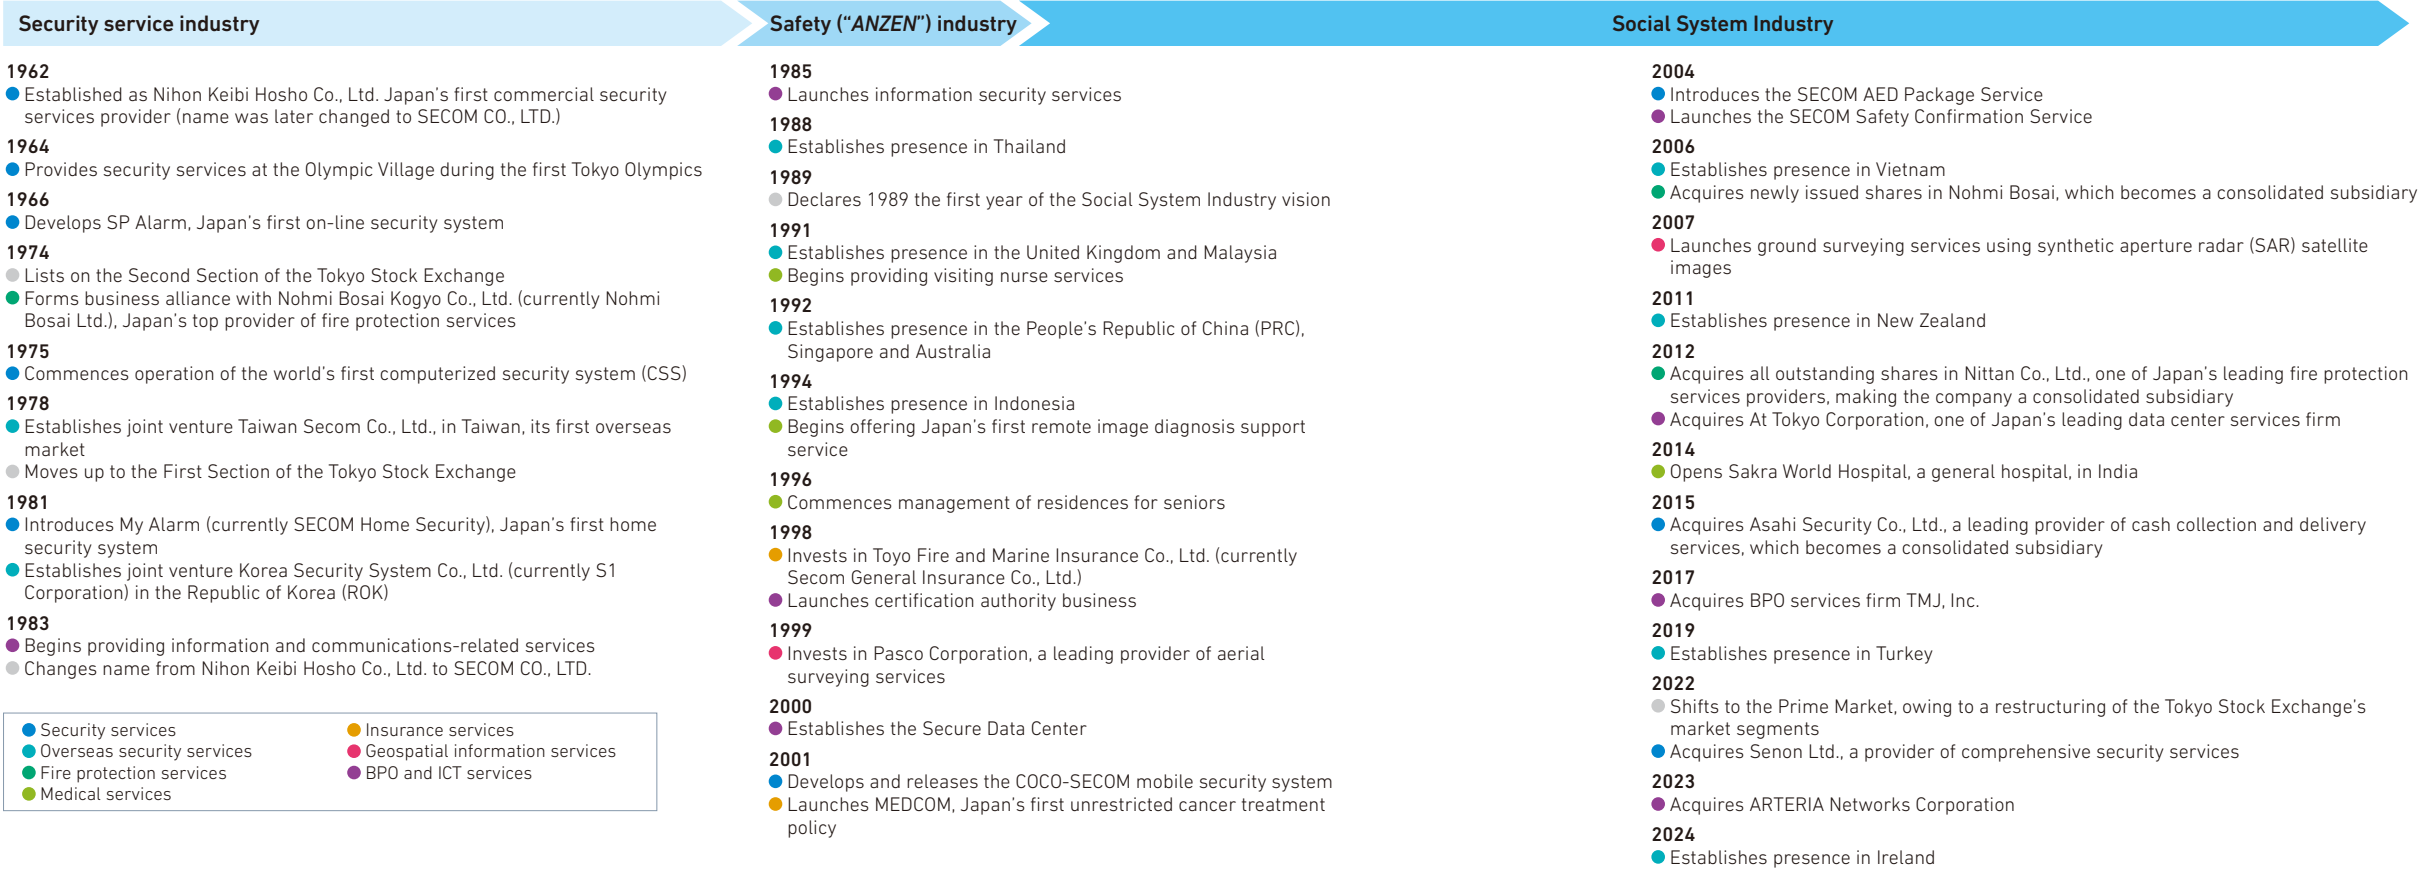 Security service industry
Safety (“ANZEN”) industry
Social System Industry
1962
Established as Nihon Keibi Hosho Co., Ltd. Japan’s first commercial security
services provider (name was later changed to SECOM CO., LTD.)
1964
Provides security services at the Olympic Village during the first Tokyo Olympics
1966
Develops SP Alarm, Japan’s first on-line security system
1974
Lists on the Second Section of the Tokyo Stock Exchange
Forms business alliance with Nohmi Bosai Kogyo Co., Ltd. (currently Nohmi
Bosai Ltd.), Japan’s top provider of fire protection services
1975
Commences operation of the world’s first computerized security system (CSS)
1978
Establishes joint venture Taiwan Secom Co., Ltd., in Taiwan, its first overseas
market
Moves up to the First Section of the Tokyo Stock Exchange
1981
Introduces My Alarm (currently SECOM Home Security), Japan’s first home
security system
Establishes joint venture Korea Security System Co., Ltd. (currently S1
Corporation) in the Republic of Korea (ROK)
1983
Begins providing information and communications-related services
Changes name from Nihon Keibi Hosho Co., Ltd. to SECOM CO., LTD.
Security services
Overseas security services
Fire protection services
Medical services
Insurance services
Geospatial information services
BPO and ICT services
1985
Launches information security services
1988
Establishes presence in Thailand
1989
Declares 1989 the first year of the Social System Industry vision
1991
Establishes presence in the United Kingdom and Malaysia
Begins providing visiting nurse services
1992
Establishes presence in the People’s Republic of China (PRC),
Singapore and Australia
1994
Establishes presence in Indonesia
Begins offering Japan’s first remote image diagnosis support
service
1996
Commences management of residences for seniors
1998
Invests in Toyo Fire and Marine Insurance Co., Ltd. (currently
Secom General Insurance Co., Ltd.)
Launches certification authority business
1999
Invests in Pasco Corporation, a leading provider of aerial
surveying services
2000
Establishes the Secure Data Center
2001
Develops and releases the COCO-SECOM mobile security system
Launches MEDCOM, Japan’s first unrestricted cancer treatment
policy
2004
Introduces the SECOM AED Package Service
Launches the SECOM Safety Confirmation Service
2006
Establishes presence in Vietnam
Acquires newly issued shares in Nohmi Bosai, which becomes a consolidated subsidiary
2007
Launches ground surveying services using synthetic aperture radar (SAR) satellite
images
2011
Establishes presence in New Zealand
2012
Acquires all outstanding shares in Nittan Co., Ltd., one of Japan’s leading fire protection
services providers, making the company a consolidated subsidiary
Acquires At Tokyo Corporation, one of Japan’s leading data center services firm
2014
Opens Sakra World Hospital, a general hospital, in India
2015
Acquires Asahi Security Co., Ltd., a leading provider of cash collection and delivery
services, which becomes a consolidated subsidiary
2017
Acquires BPO services firm TMJ, Inc.
2019
Establishes presence in Turkey
2022
Shifts to the Prime Market, owing to a restructuring of the Tokyo Stock Exchange’s
market segments
Acquires Senon Ltd., a provider of comprehensive security services
2023
Acquires ARTERIA Networks Corporation
2024
Establishes presence in Ireland